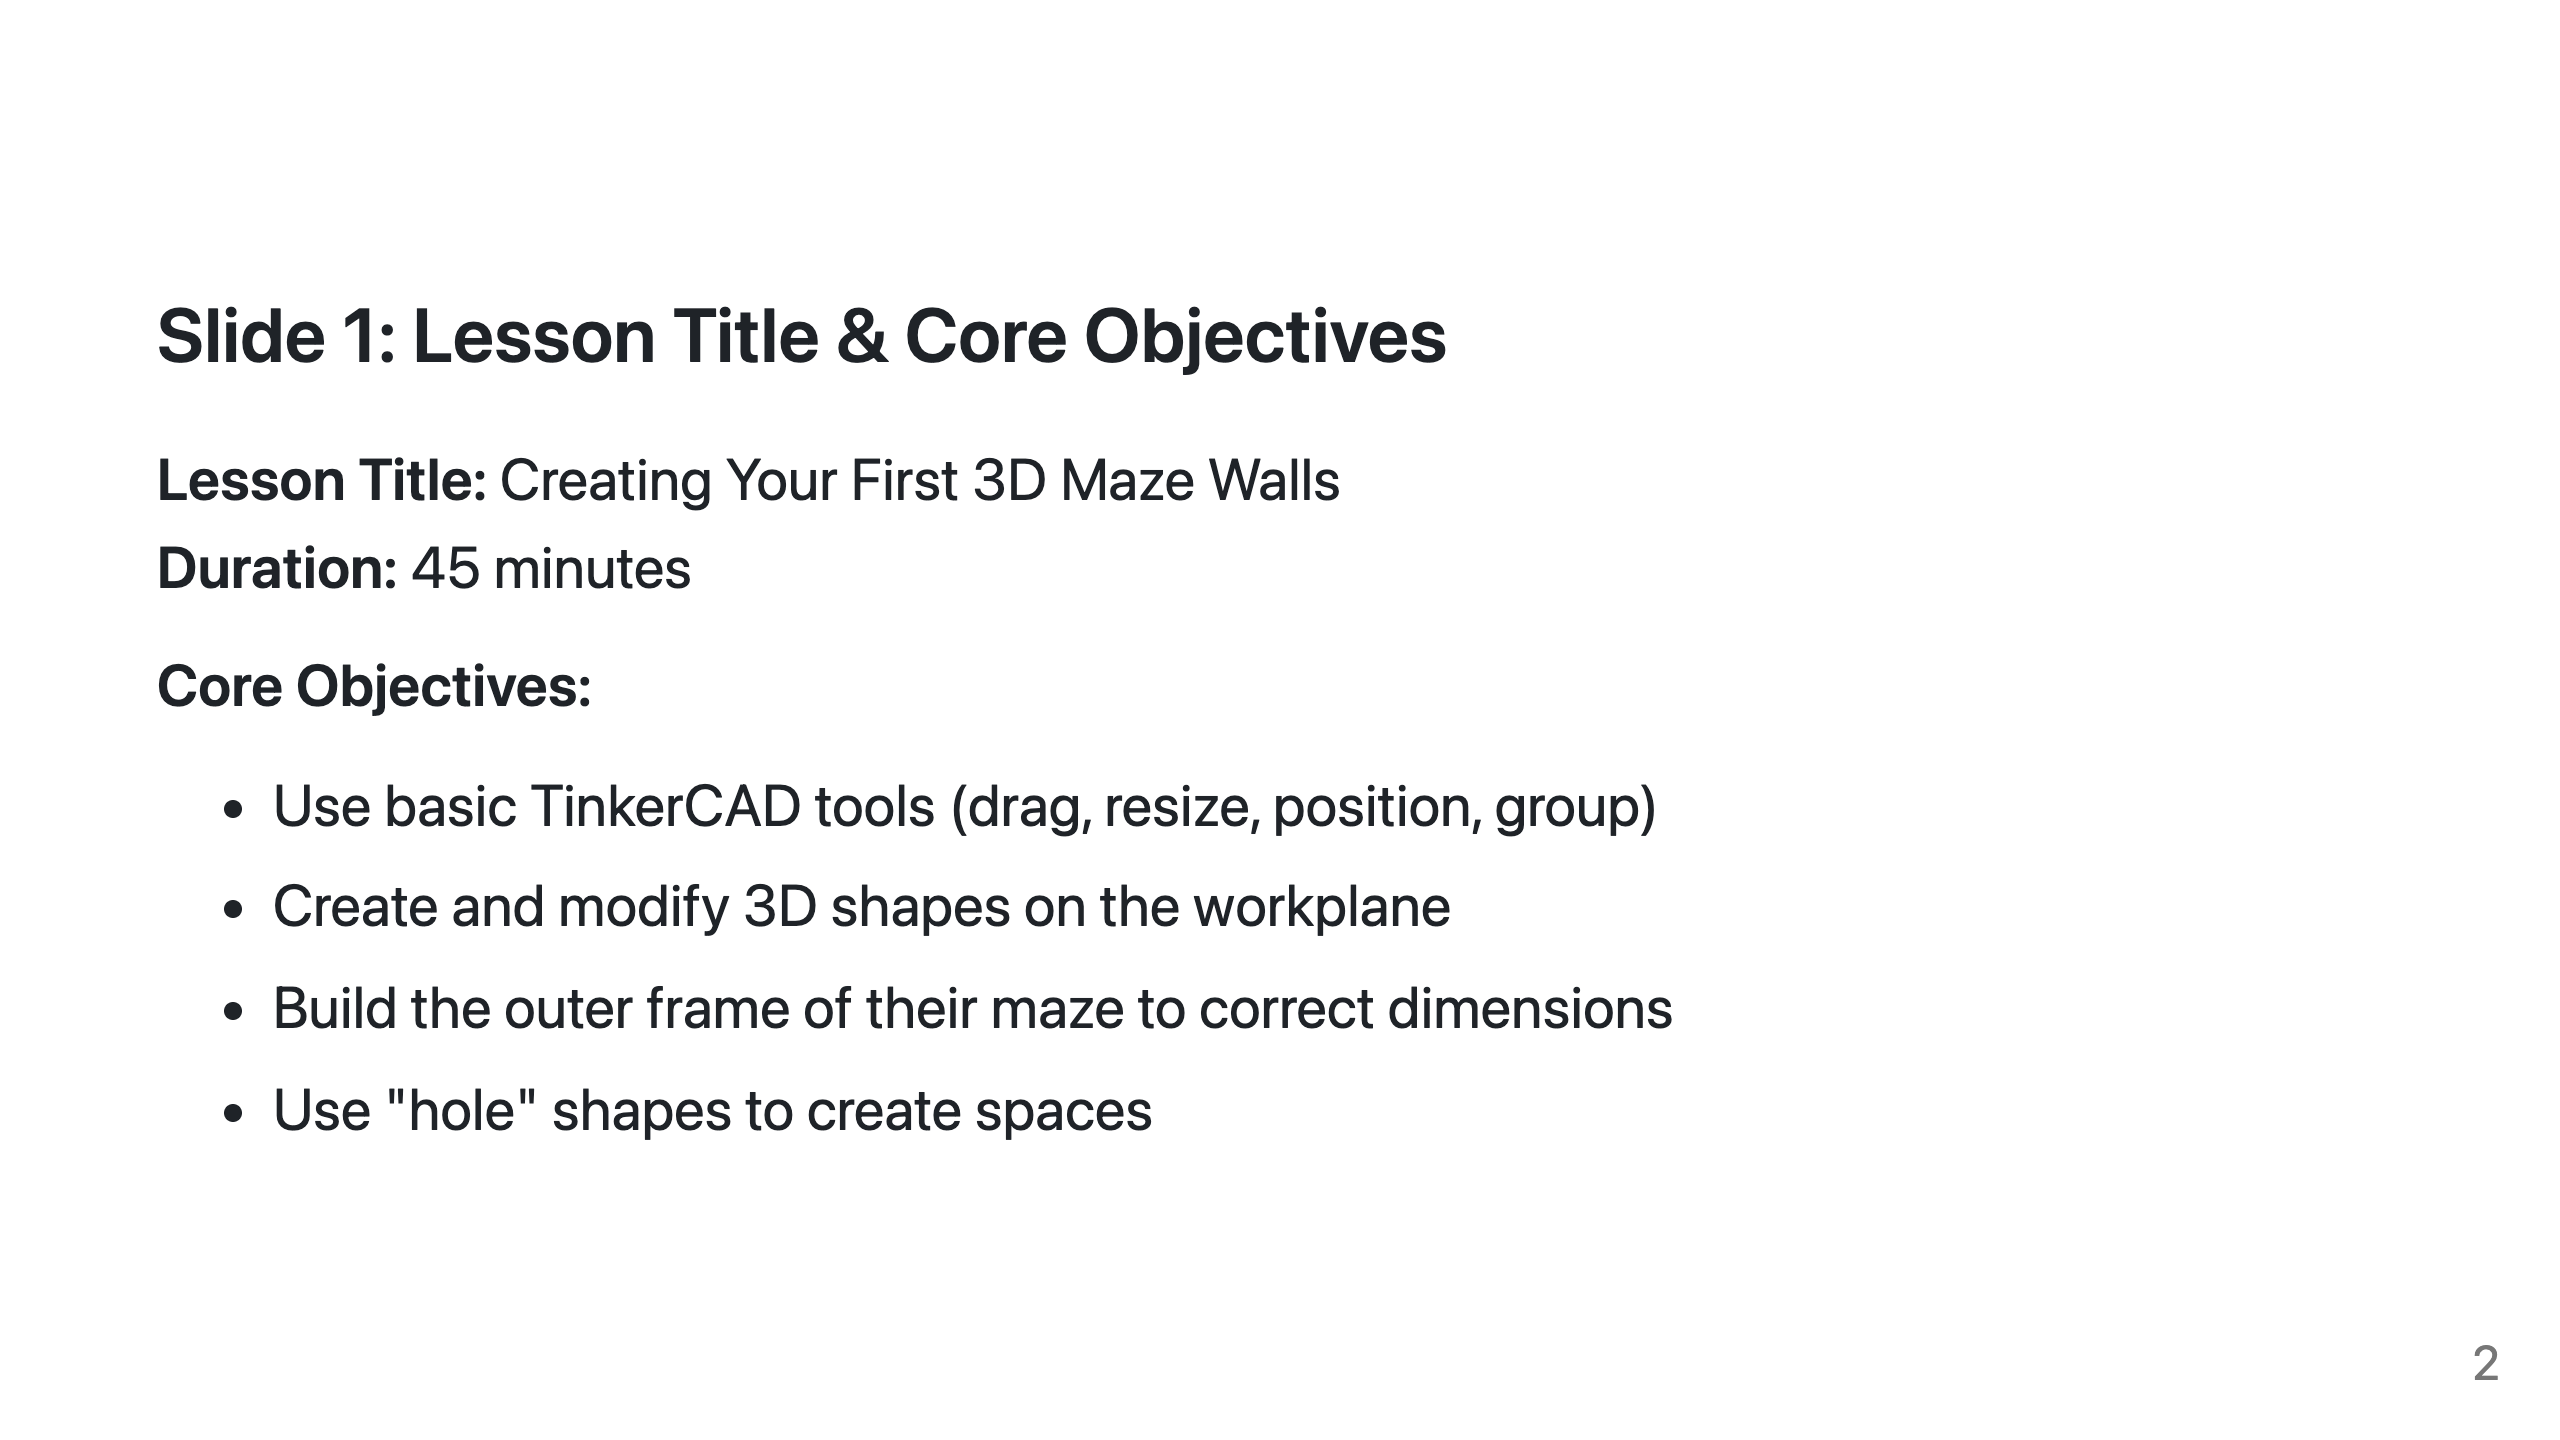 Slide 1: Lesson Title & Core Objectives
Lesson Title: Creating Your First 3D Maze Walls
Duration: 45 minutes
Core Objectives:
• Use basic TinkerCAD tools (drag, resize, position, group)
• Create and modify 3D shapes on the workplane
• Build the outer frame of their maze to correct dimensions
• Use "hole" shapes to create spaces
2